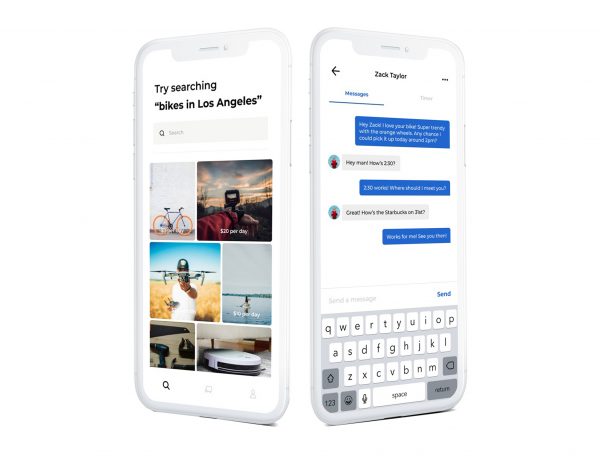 Try searching
“bikes in Los Angeles”
Search
$20 per day
$10 per day
Zack Taylor
Messages Timer
Hey Zack! I love your bike! Super trendy
with the orange wheels. Any chance i
could pick it up today around 2pm?
Hey man! How's 2:30?
2:30 works! Where should I meet you?
Great! How's the Starbucks on 31st?
Works for me! See you then!
Send a message Send
q w e r t y u i o p
a s d f g h j k l
z x c v b n m
123 space return